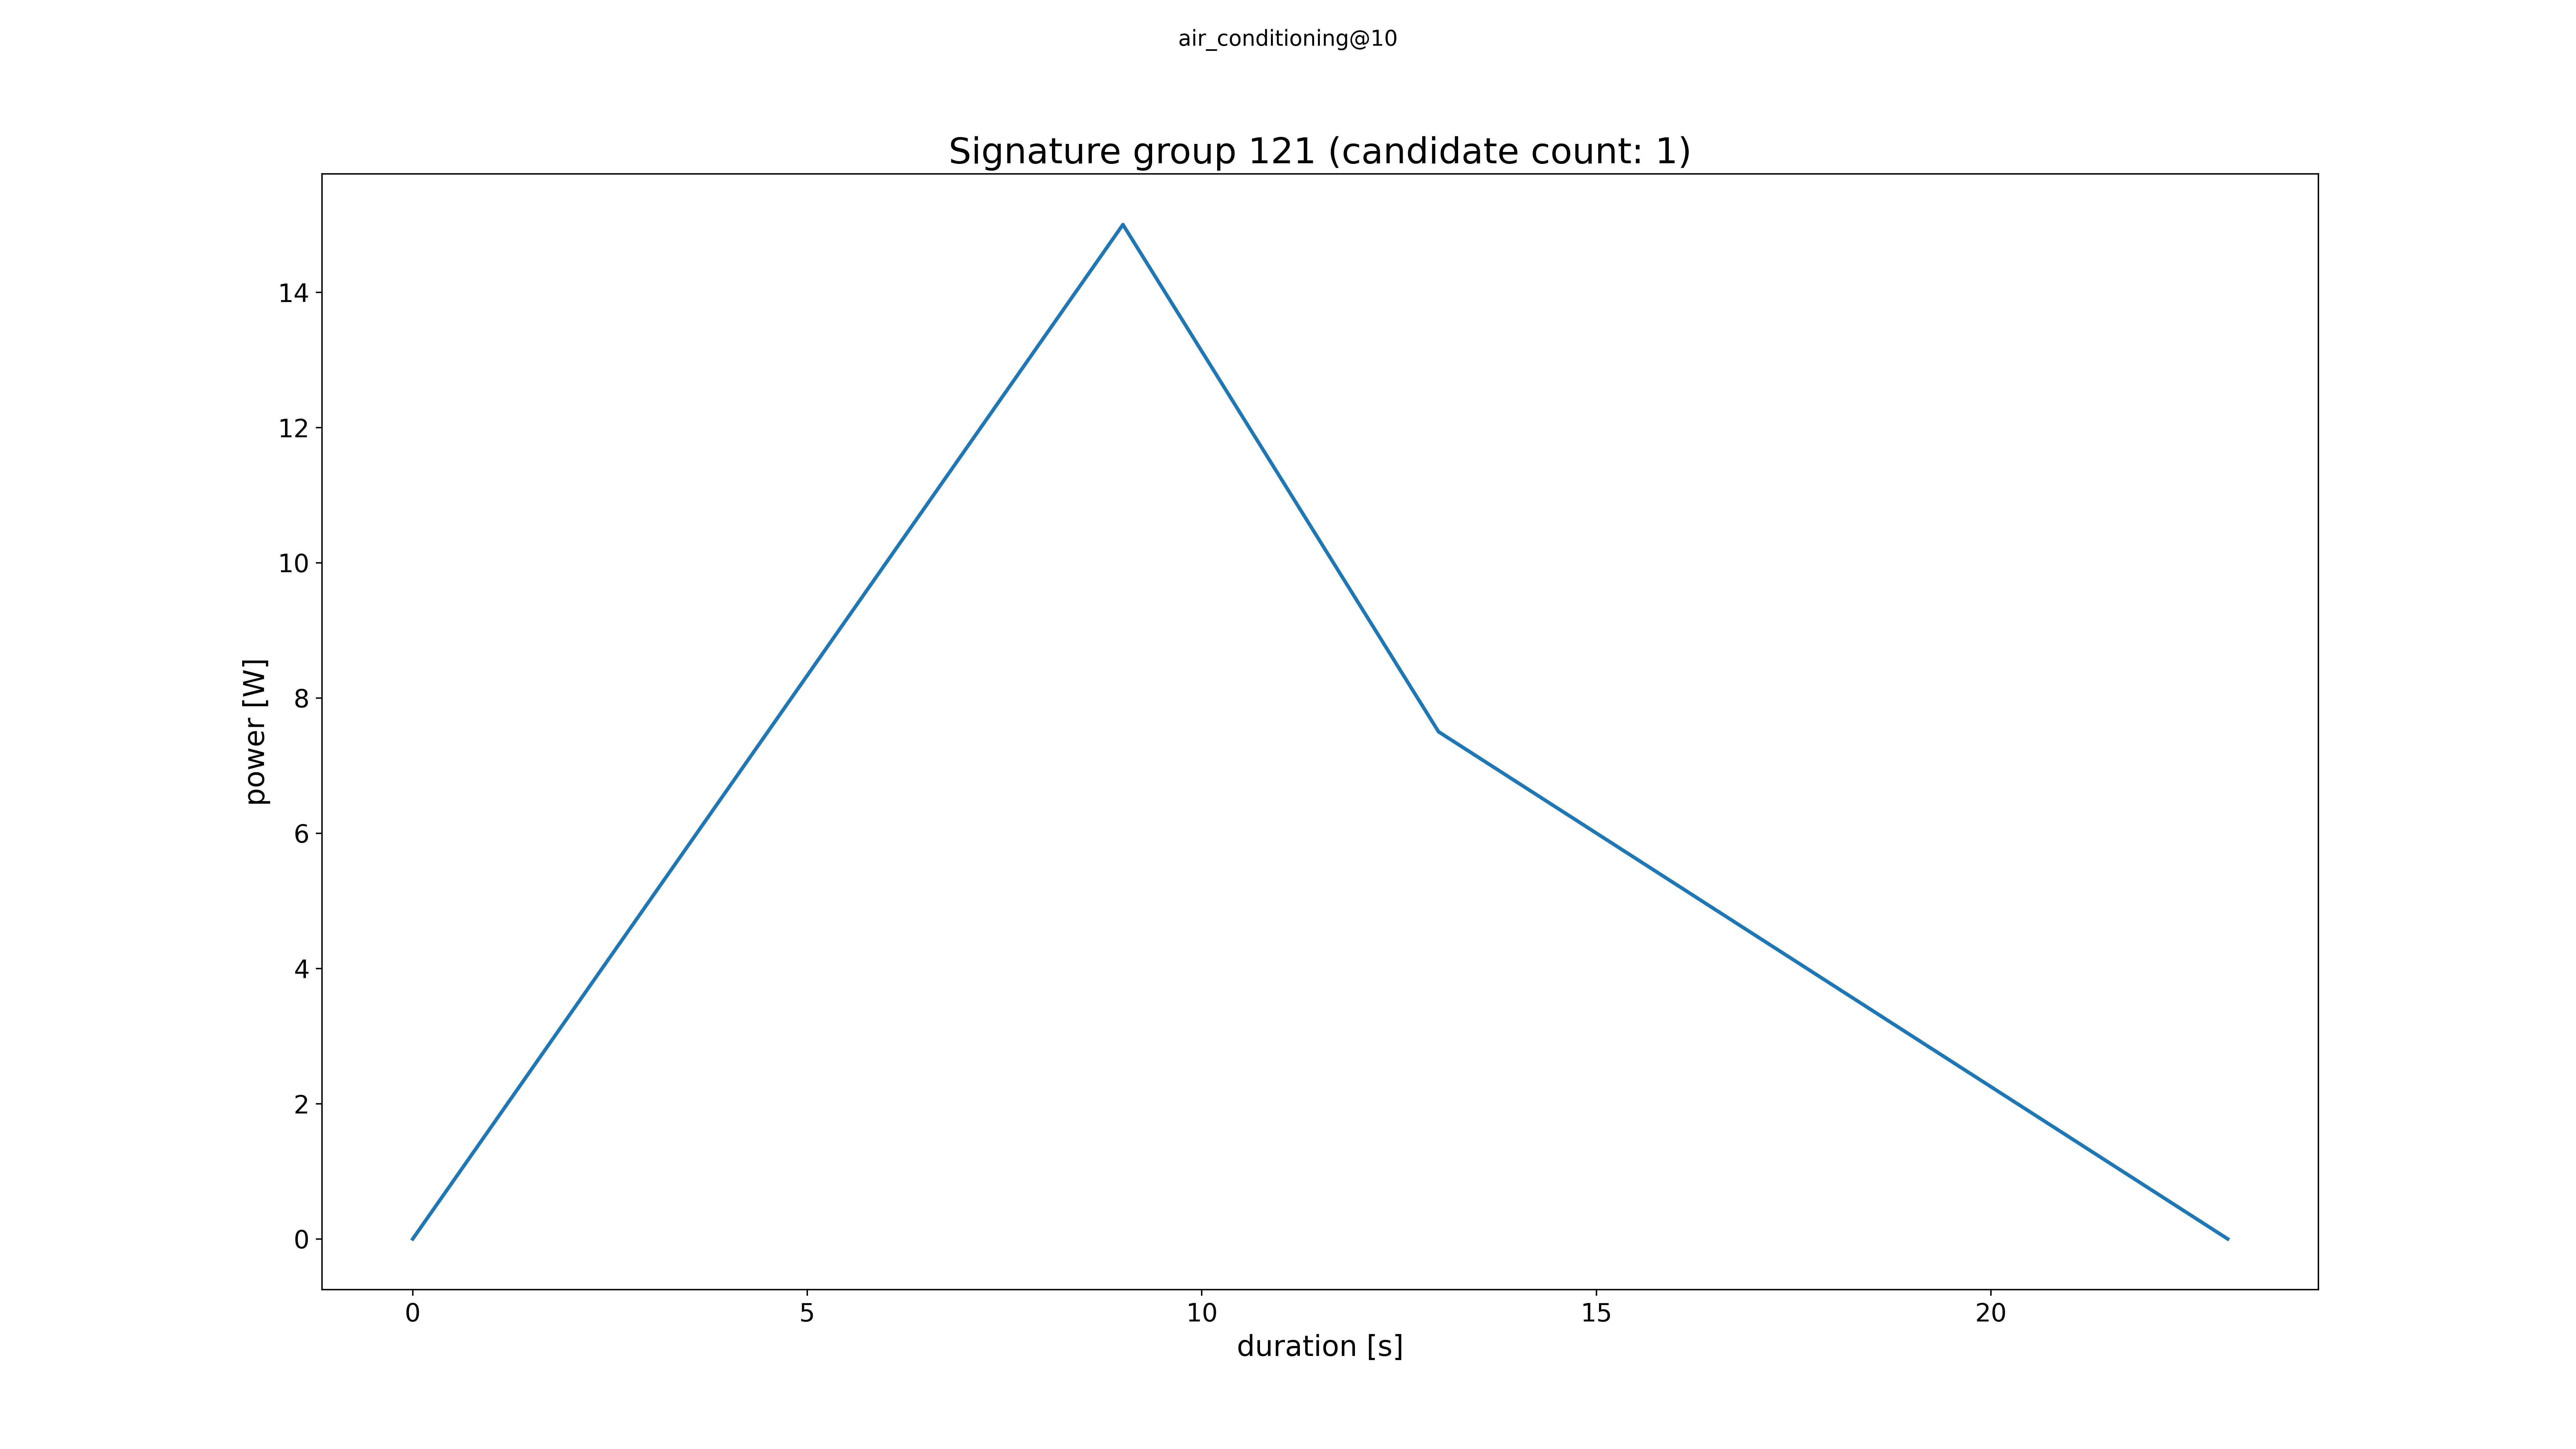 air_conditioning@10
Signature group 121 (candidate count: 1)
14
12
10
8
6
4
2
0
power [W]
0 5 10 15 20
duration [s]